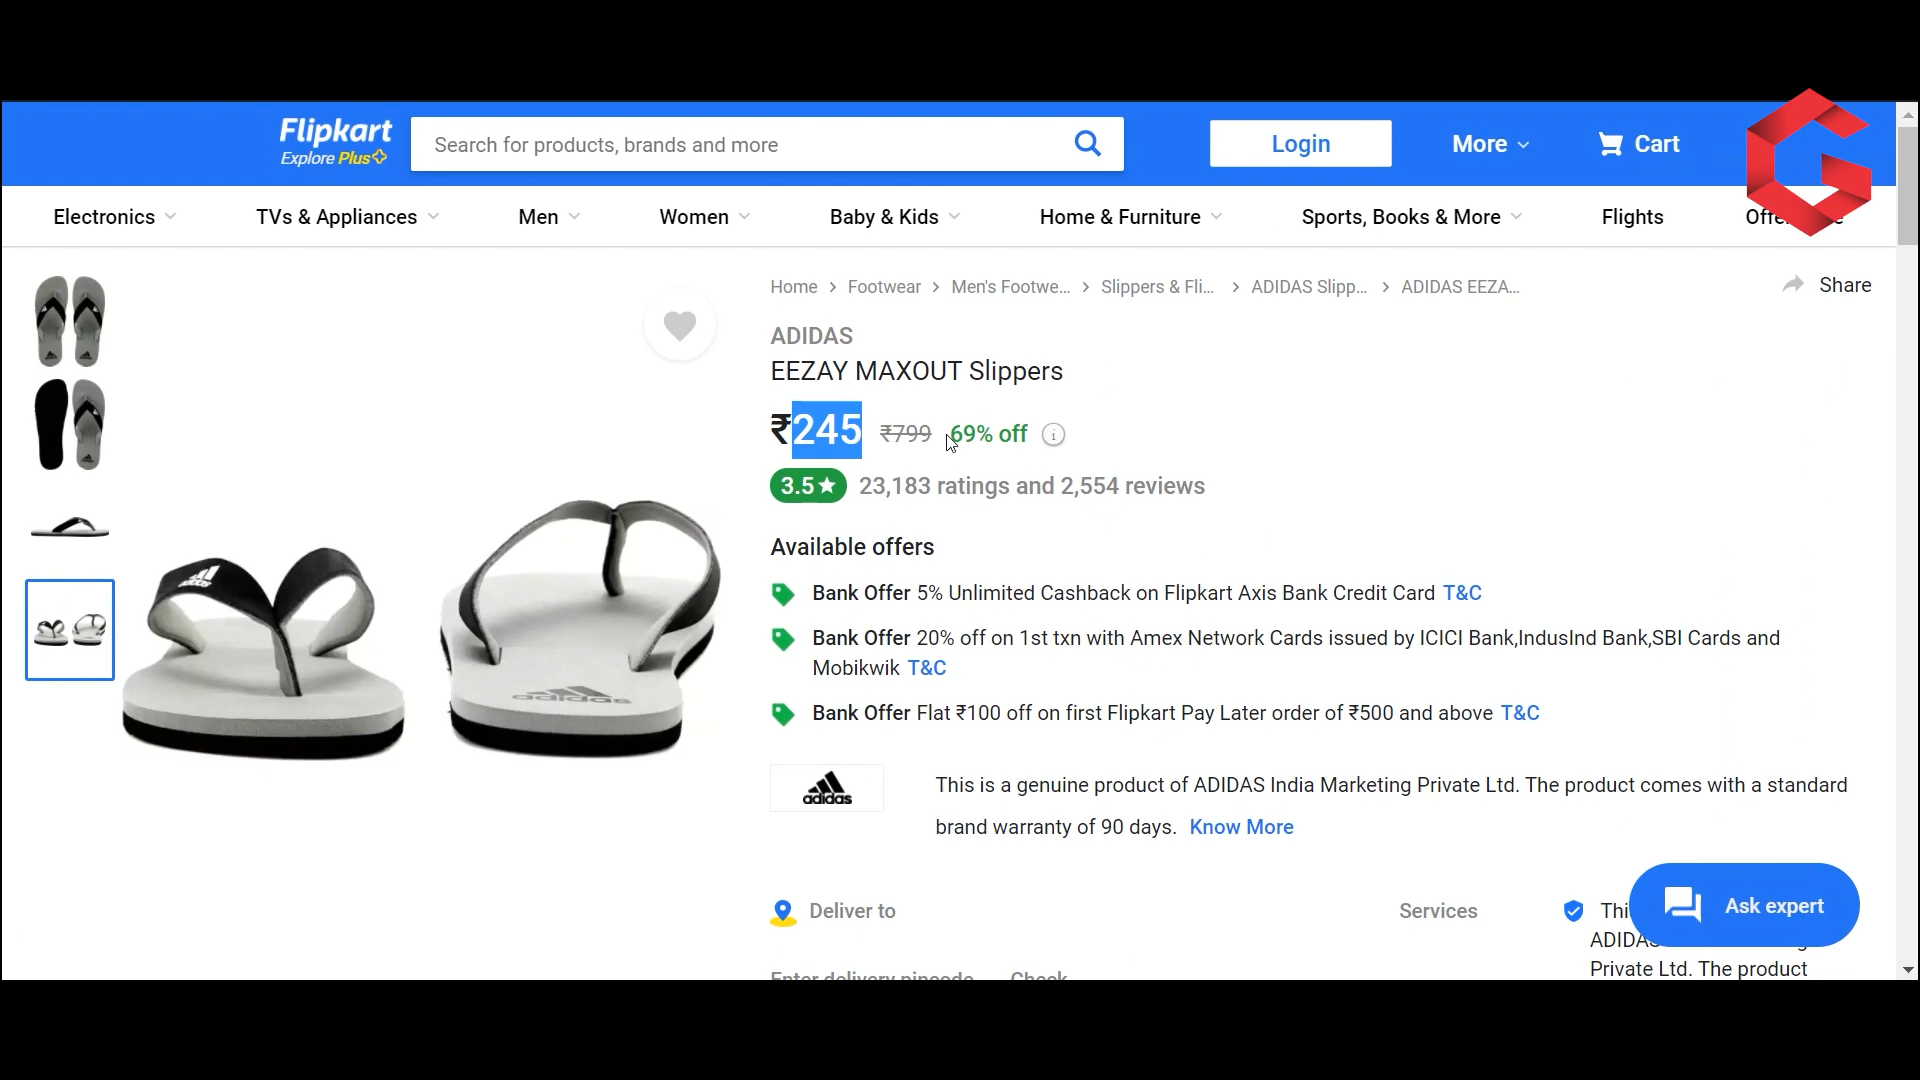 Flipkart
Explore Plus
Search for products, brands and more
Login
More
Cart
Electronics
TVs & Appliances
Men
Women
Baby & Kids
Home & Furniture
Sports, Books & More
Flights
Home > Footwear > Men's Footwe... > Slippers & Fli... > ADIDAS Slipp... > ADIDAS EEZA...
Share
ADIDAS
EEZAY MAXOUT Slippers
₹245 ₹799 69% off
3.5★ 23,183 ratings and 2,554 reviews
Available offers
Bank Offer 5% Unlimited Cashback on Flipkart Axis Bank Credit Card T&C
Bank Offer 20% off on 1st txn with Amex Network Cards issued by ICICI Bank,IndusInd Bank,SBI Cards and
Mobikwik T&C
Bank Offer Flat ₹100 off on first Flipkart Pay Later order of ₹500 and above T&C
adidas
adidas
This is a genuine product of ADIDAS India Marketing Private Ltd. The product comes with a standard
brand warranty of 90 days. Know More
Deliver to
Services
Ask expert
Private Ltd. The product
Enter delivery pincode
Check